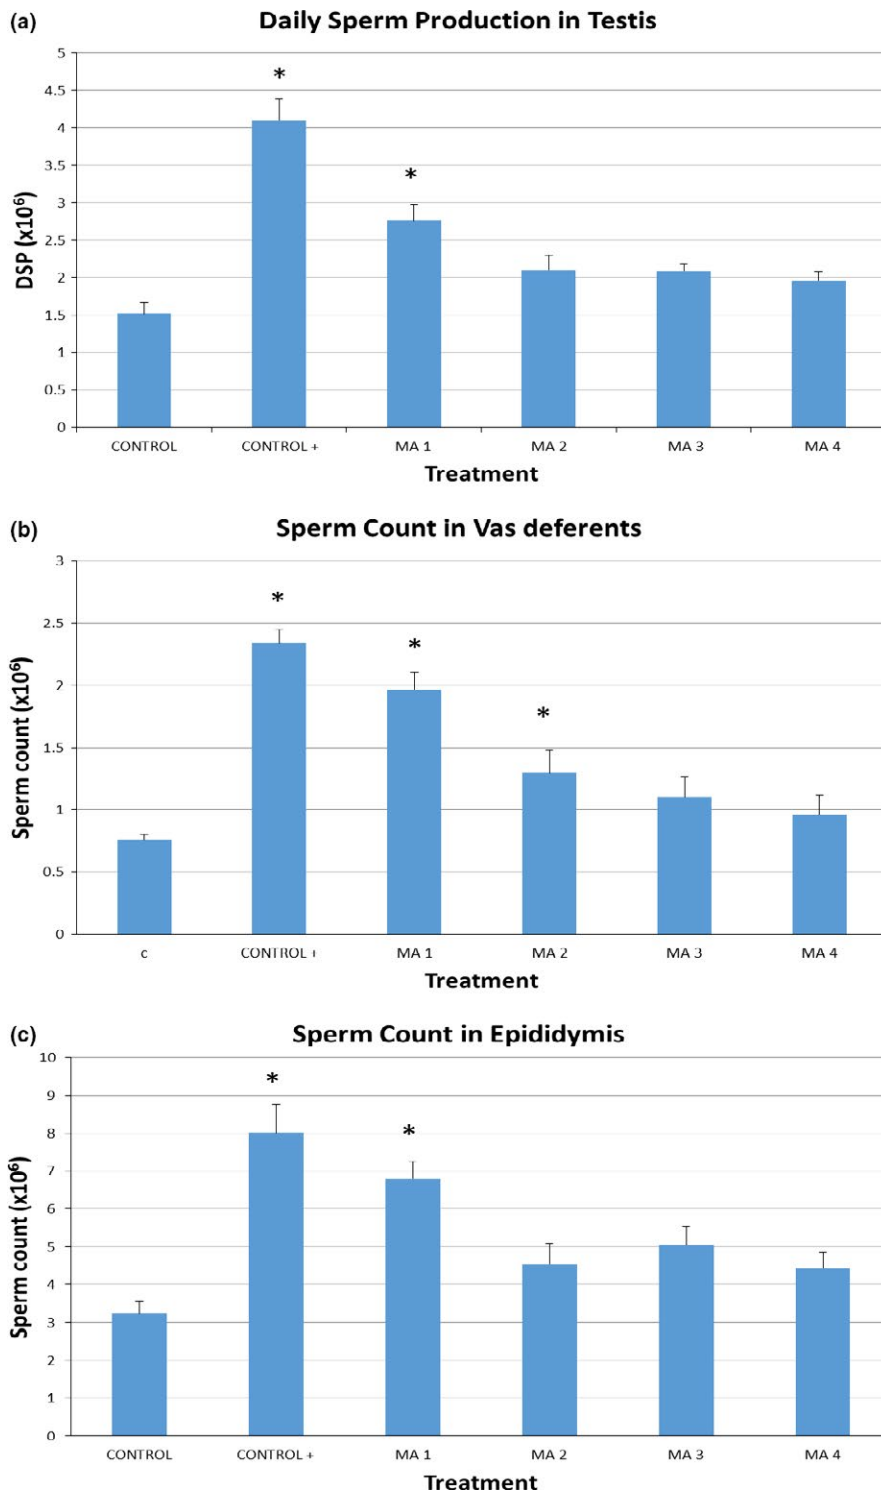 (a)
Daily Sperm Production in Testis
5
*
4.5
4
3.5
*
3
2.5
2
1.5
1
0.5
0
DSP (x10⁶)
CONTROL CONTROL + MA 1 MA 2 MA 3 MA 4
Treatment
(b)
Sperm Count in Vas deferents
3
*
2.5
*
2
*
1.5
1
0.5
0
Sperm count (x10⁶)
c CONTROL + MA 1 MA 2 MA 3 MA 4
Treatment
(c)
Sperm Count in Epididymis
10
*
9
8
*
7
6
5
4
3
2
1
0
Sperm count (x10⁶)
CONTROL CONTROL + MA 1 MA 2 MA 3 MA 4
Treatment